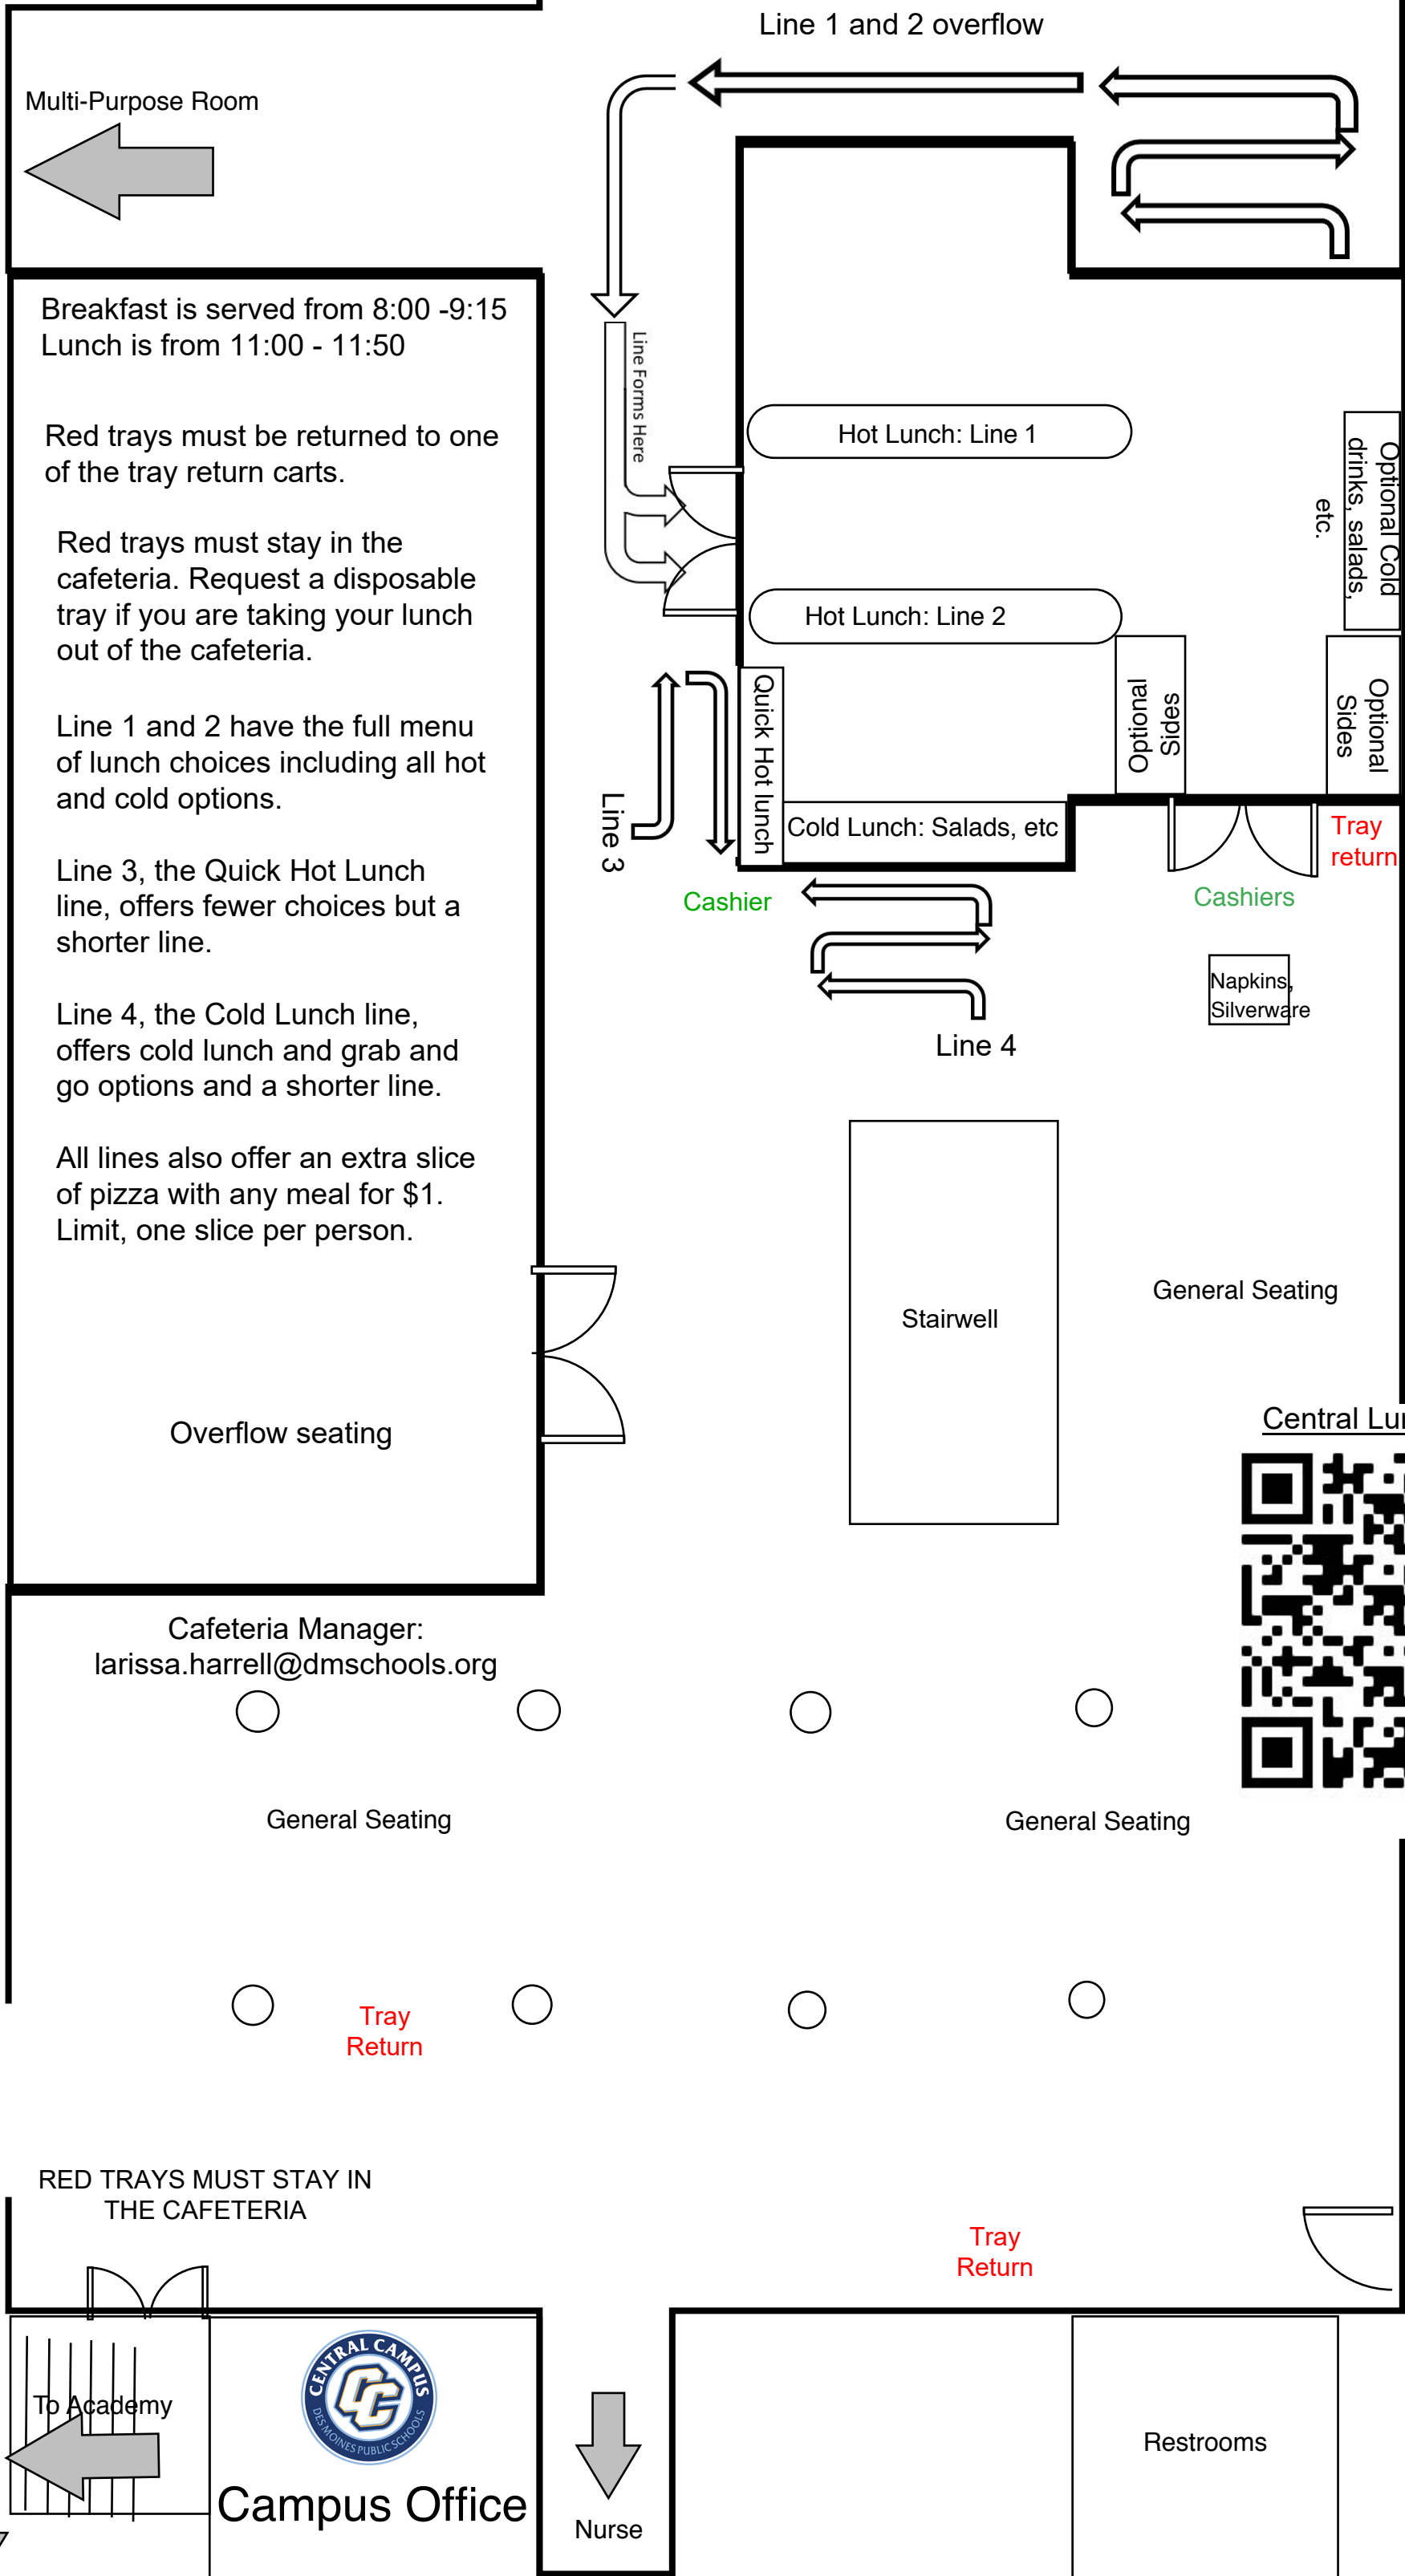 Line 1 and 2 overflow
Multi-Purpose Room
Breakfast is served from 8:00 -9:15
Lunch is from 11:00 - 11:50
Red trays must be returned to one
of the tray return carts.
Red trays must stay in the
cafeteria. Request a disposable
tray if you are taking your lunch
out of the cafeteria.
Line 1 and 2 have the full menu
of lunch choices including all hot
and cold options.
Line 3, the Quick Hot Lunch
line, offers fewer choices but a
shorter line.
Line 4, the Cold Lunch line,
offers cold lunch and grab and
go options and a shorter line.
All lines also offer an extra slice
of pizza with any meal for $1.
Limit, one slice per person.
Overflow seating
Line Forms Here
Hot Lunch: Line 1
Hot Lunch: Line 2
Optional Cold
drinks, salads,
etc.
Optional
Sides
Optional
Sides
Quick Hot lunch
Line 3
Cold Lunch: Salads, etc
Tray
return
Cashier
Cashiers
Napkins,
Silverware
Line 4
Stairwell
General Seating
Central Lu
Cafeteria Manager:
larissa.harrell@dmschools.org
General Seating
General Seating
Tray
Return
RED TRAYS MUST STAY IN
THE CAFETERIA
Tray
Return
To Academy
CENTRAL CAMPUS
CC
DES MOINES PUBLIC SCHOOLS
Campus Office
Nurse
Restrooms